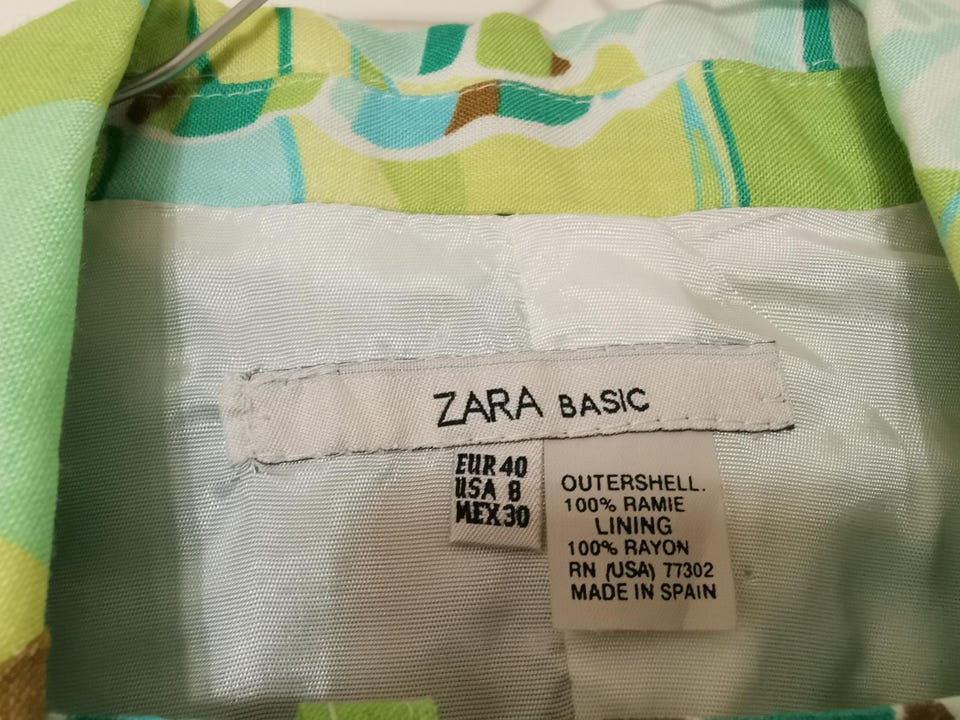 ZARA BASIC
EUR 40
USA 8
MEX 30
OUTERSHELL.
100% RAMIE
LINING
100% RAYON
RN (USA) 77302
MADE IN SPAIN